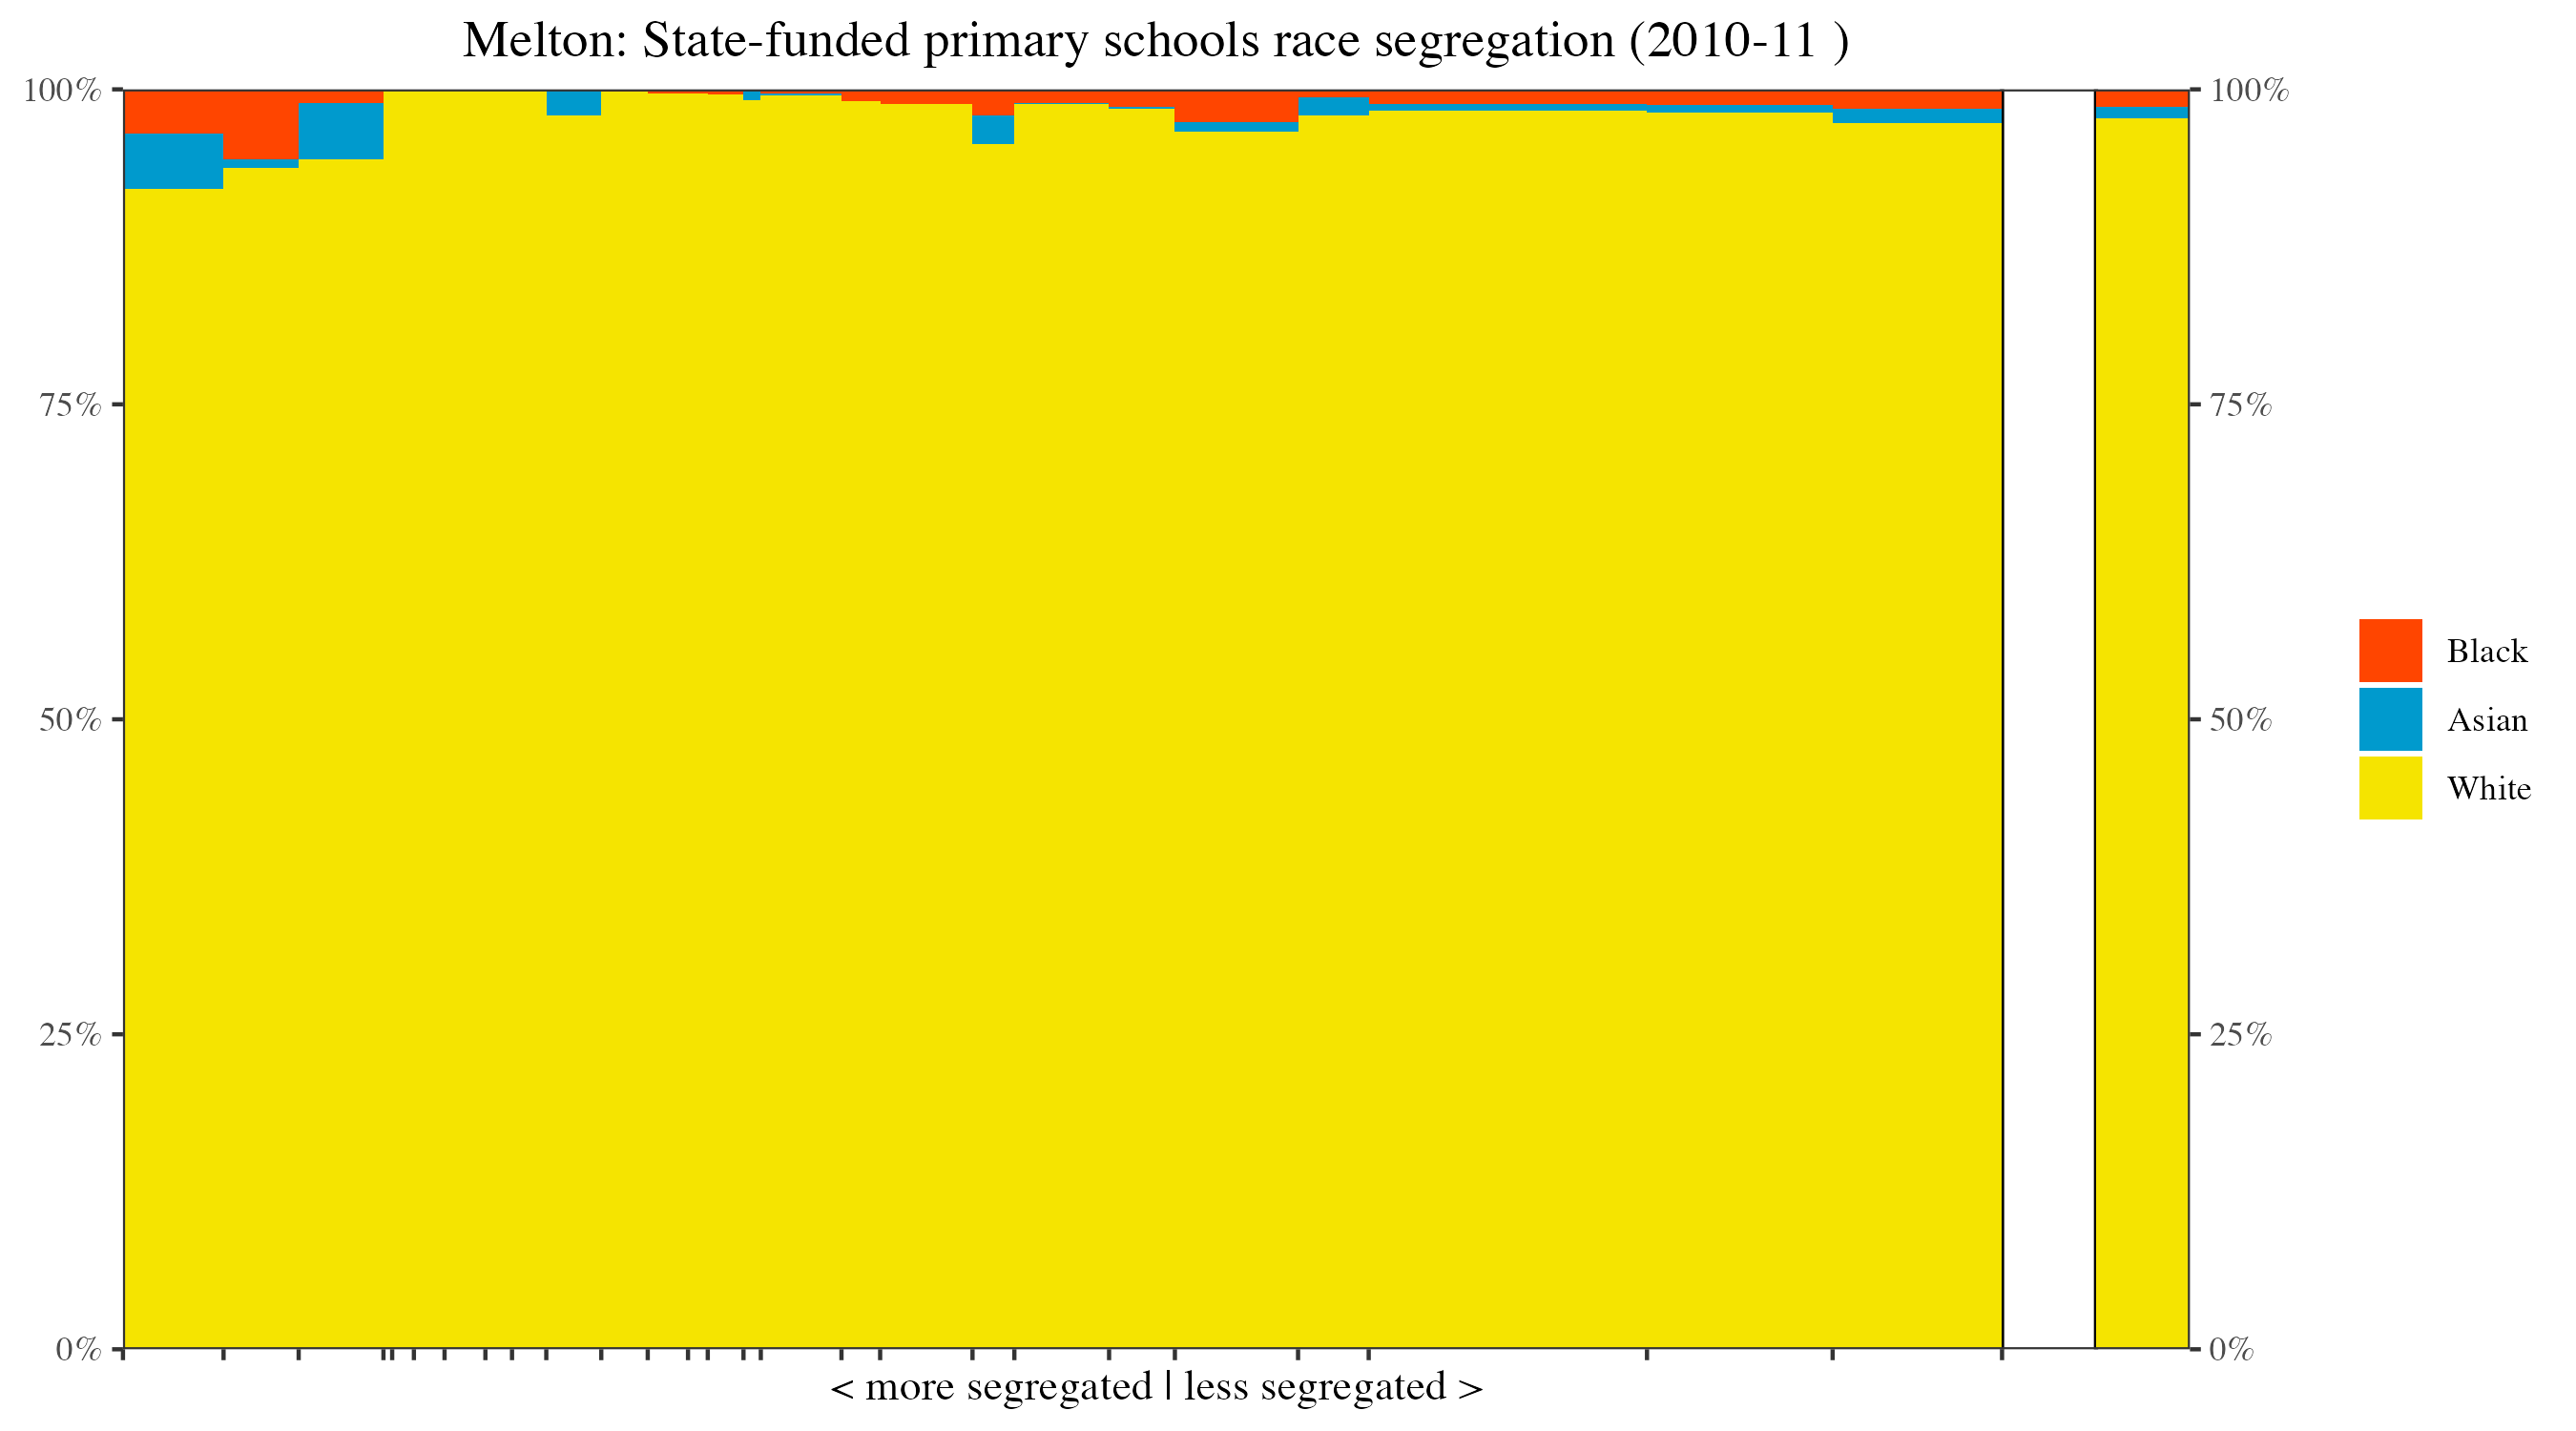 Melton: State-funded primary schools race segregation (2010-11 )
100%
75%
50%
25%
0%
100%
75%
50%
25%
0%
Black
Asian
White
< more segregated | less segregated >